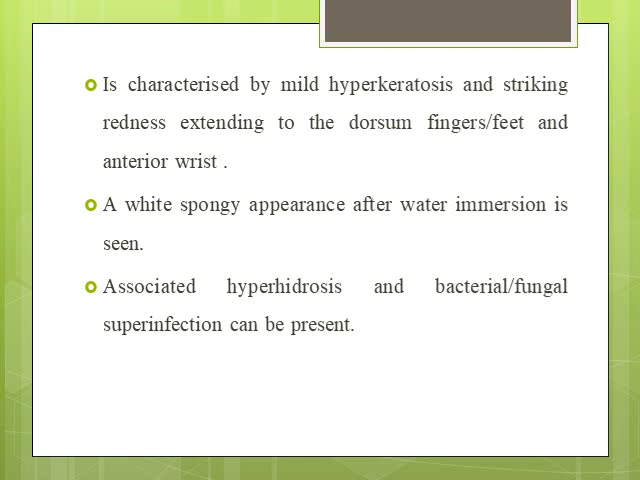 Is characterised by mild hyperkeratosis and striking
redness extending to the dorsum fingers/feet and
anterior wrist .
A white spongy appearance after water immersion is
seen.
Associated hyperhidrosis and bacterial/fungal
superinfection can be present.